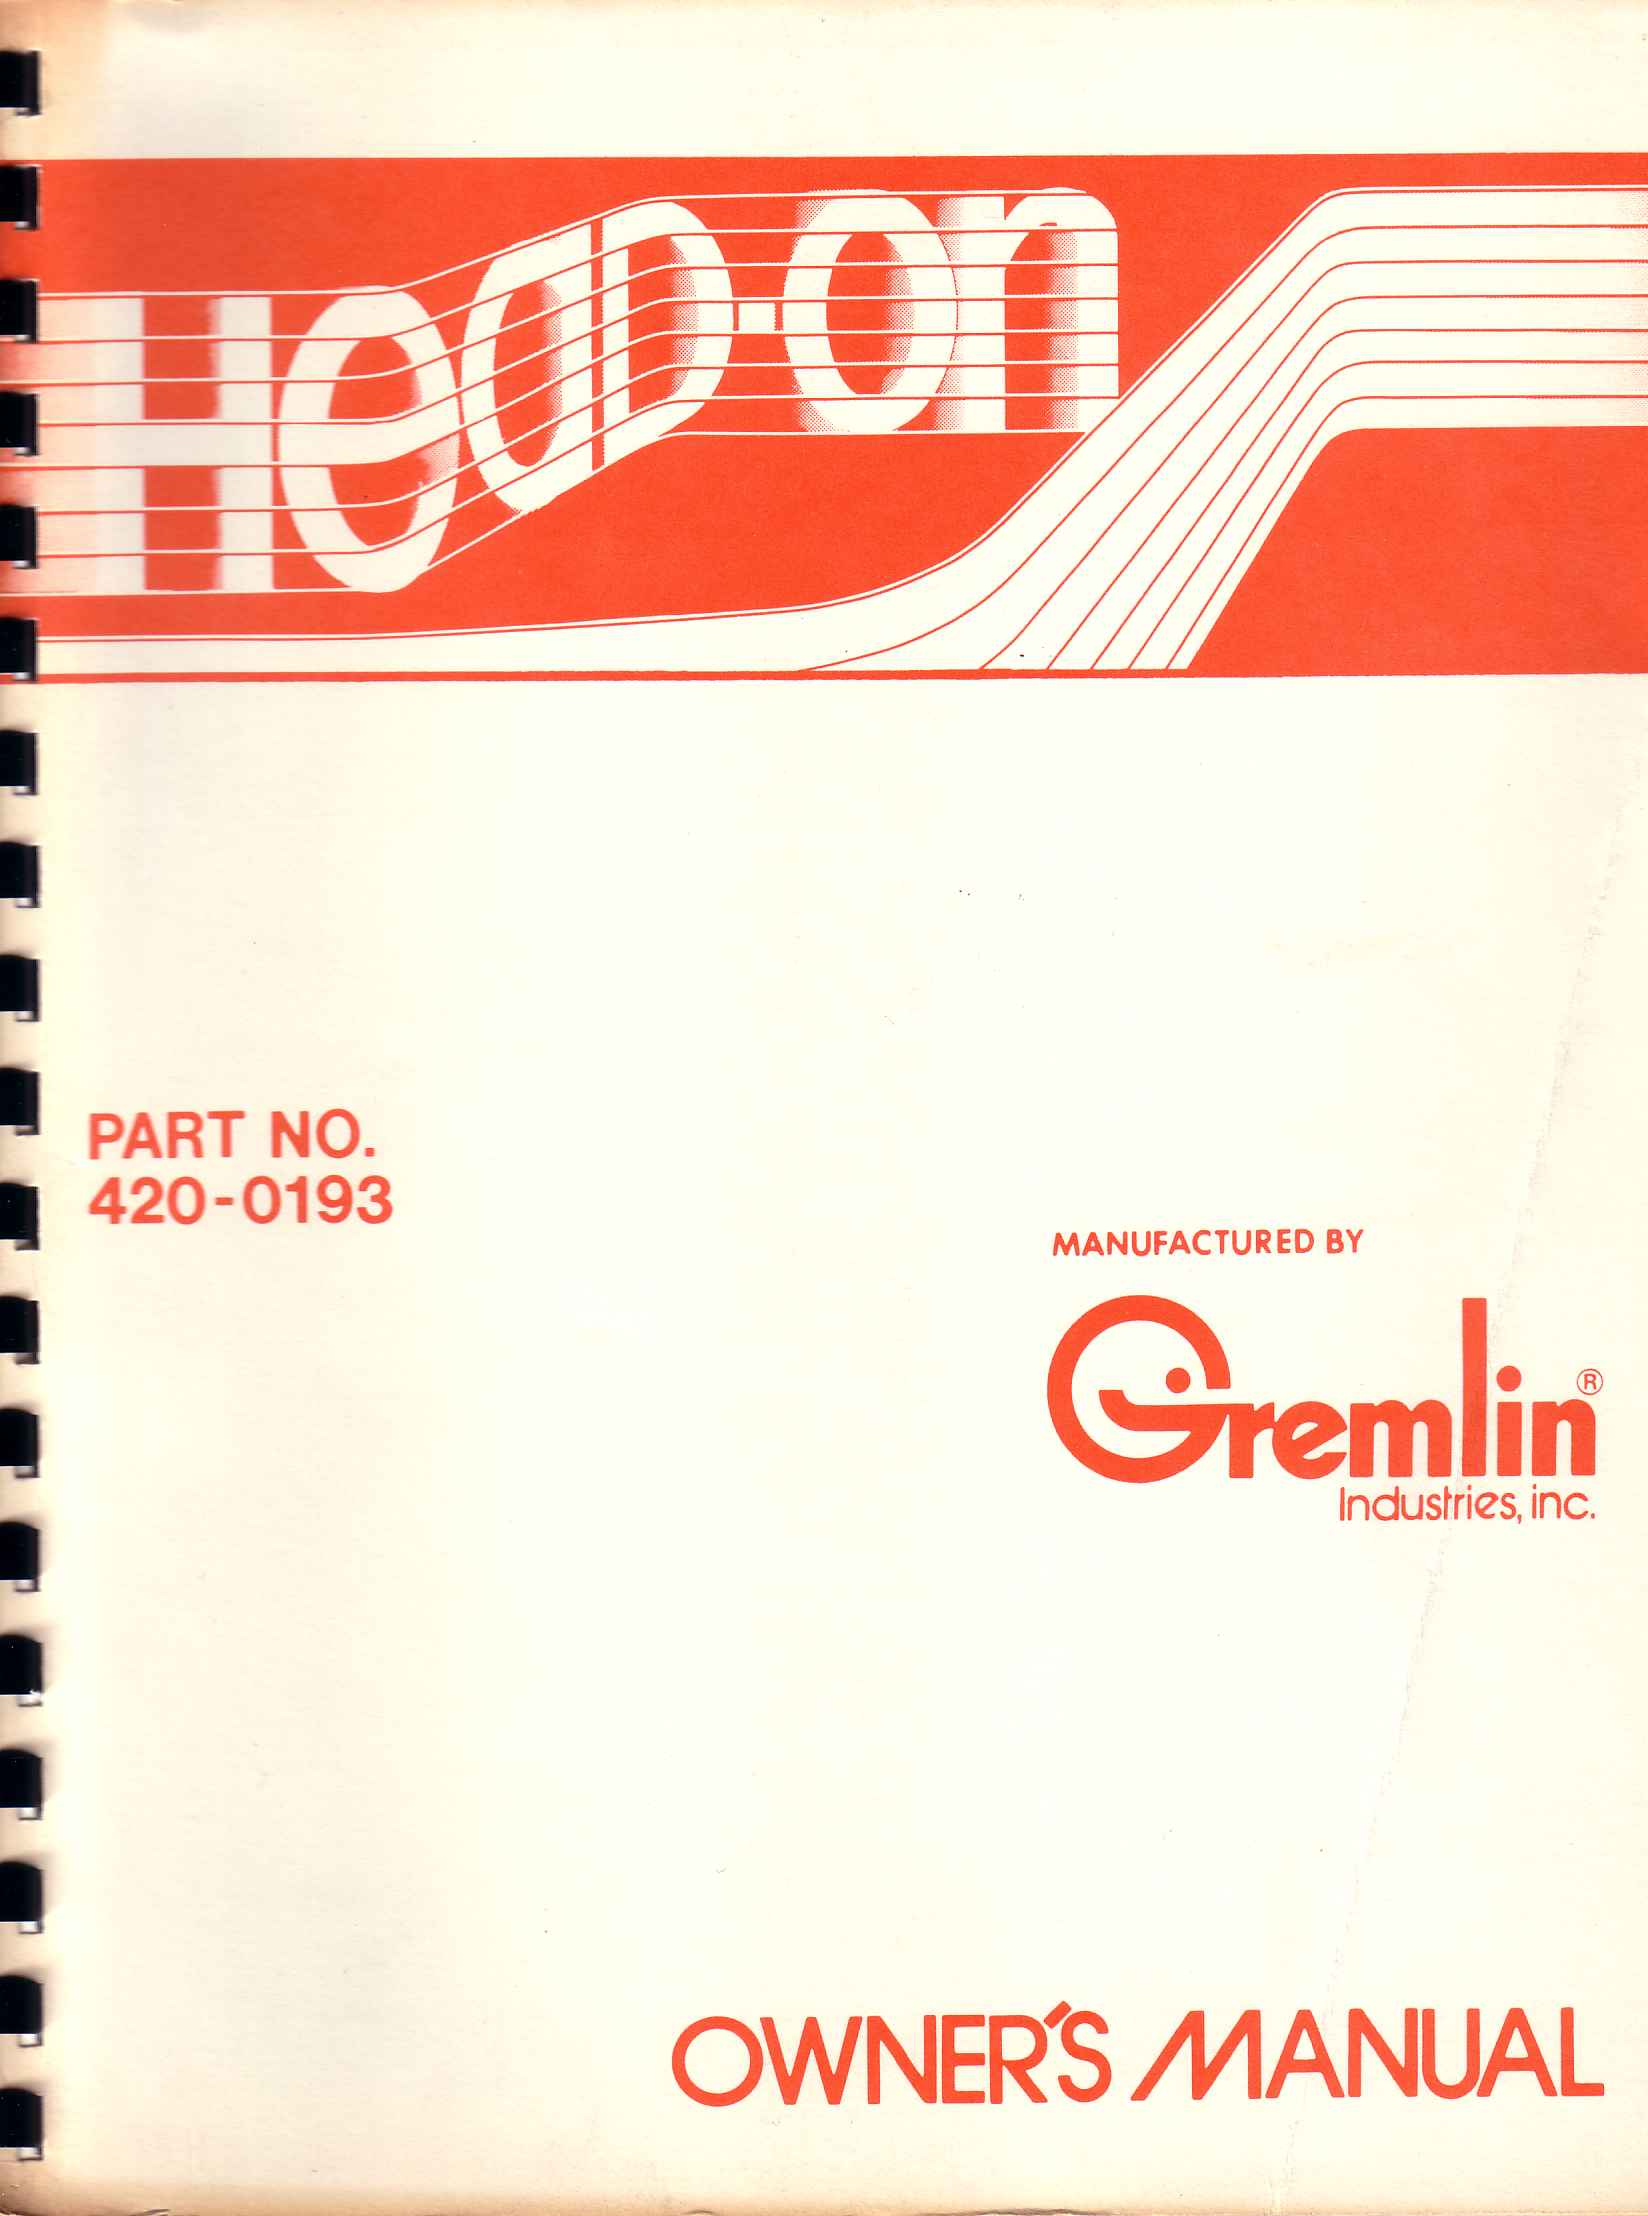 HEAD-ON
PART NO.
420-0193
MANUFACTURED BY
Gremlin®
Industries, inc.
OWNER'S MANUAL